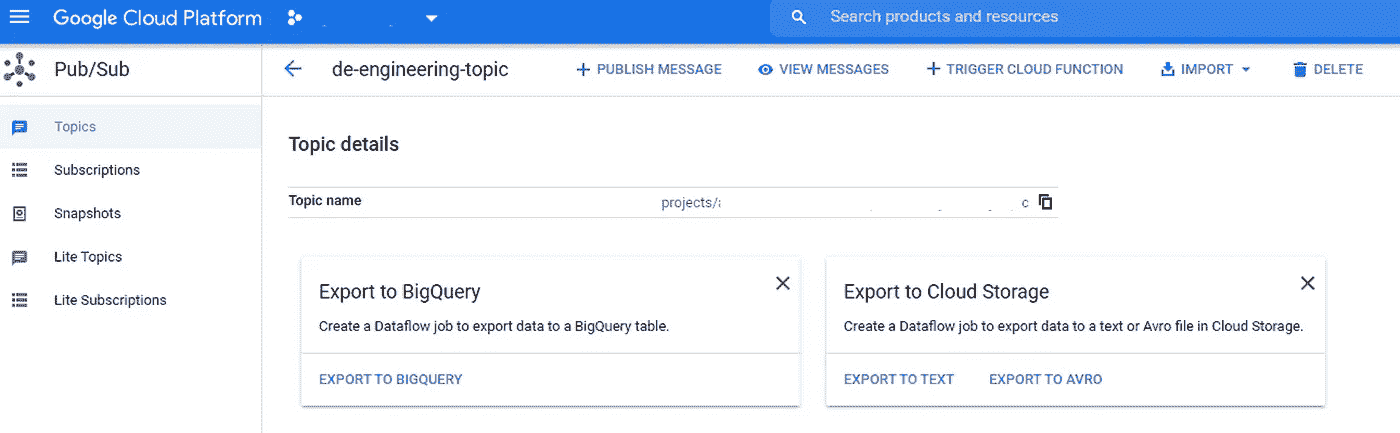 Google Cloud Platform
Search products and resources
Pub/Sub
de-engineering-topic
PUBLISH MESSAGE
VIEW MESSAGES
TRIGGER CLOUD FUNCTION
IMPORT
DELETE
Topics
Subscriptions
Snapshots
Lite Topics
Lite Subscriptions
Topic details
Topic name
projects/
Export to BigQuery
Create a Dataflow job to export data to a BigQuery table.
EXPORT TO BIGQUERY
Export to Cloud Storage
Create a Dataflow job to export data to a text or Avro file in Cloud Storage.
EXPORT TO TEXT
EXPORT TO AVRO